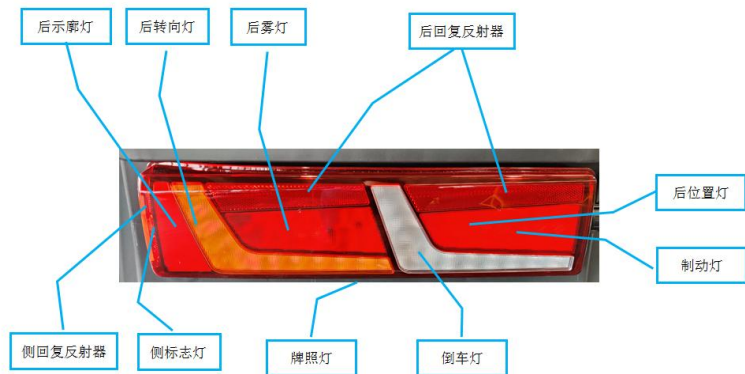 后示廓灯
后转向灯
后雾灯
后回复反射器
后位置灯
制动灯
侧回复反射器
侧标志灯
牌照灯
倒车灯